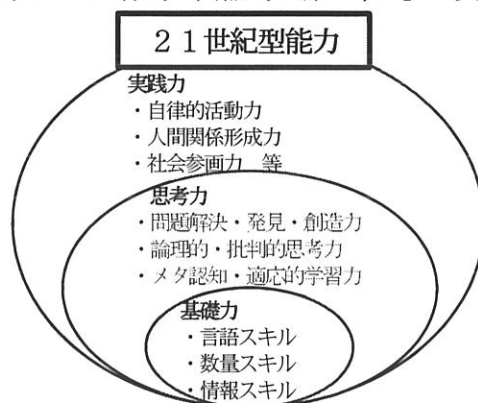 ２１世紀型能力
実践力
・自律的活動力
・人間関係形成力
・社会参画力　等
思考力
・問題解決・発見・創造力
・論理的・批判的思考力
・メタ認知・適応的学習力
基礎力
・言語スキル
・数量スキル
・情報スキル